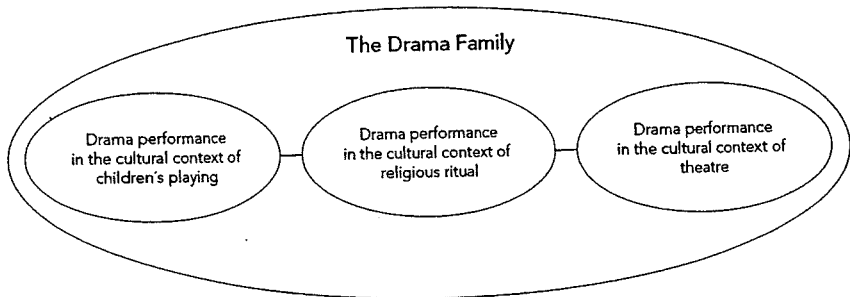 The Drama Family
Drama performance
in the cultural context of
children's playing
Drama performance
in the cultural context of
religious ritual
Drama performance
in the cultural context of
theatre